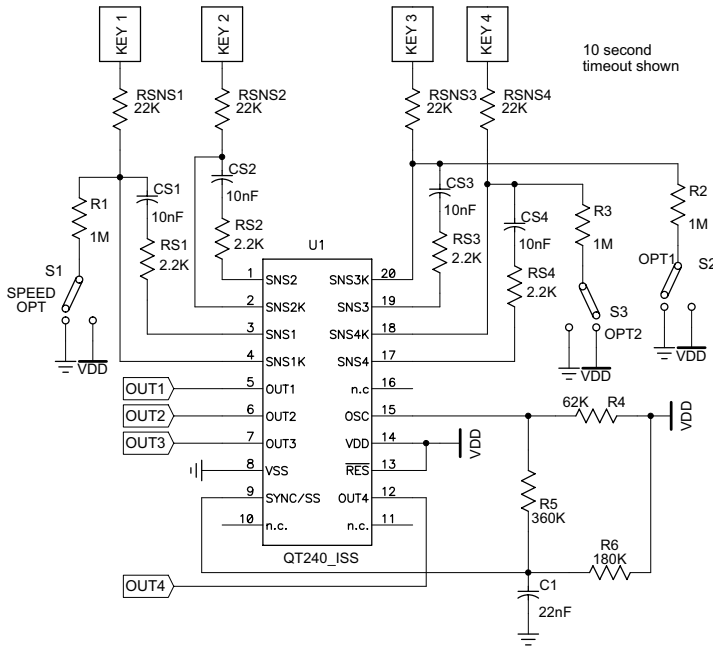 KEY 1
KEY 2
KEY 3
KEY 4
10 second
timeout shown
RSNS1
22K
RSNS2
22K
RSNS3
22K
RSNS4
22K
CS1
10nF
CS2
10nF
CS3
10nF
CS4
10nF
R1
1M
RS1
2.2K
RS2
2.2K
RS3
2.2K
RS4
2.2K
R3
1M
R2
1M
S1
SPEED
OPT
VDD
S3
OPT2
VDD
OPT1
S2
VDD
U1
1 SNS2
2 SNS2K
3 SNS1
4 SNS1K
5 OUT1
6 OUT2
7 OUT3
8 VSS
9 SYNC/SS
10 n.c.
SNS3K 20
SNS3 19
SNS4K 18
SNS4 17
n.c 16
OSC 15
VDD 14
RES 13
OUT4 12
n.c. 11
QT240_ISS
OUT1
OUT2
OUT3
OUT4
62K R4
VDD
VDD
R5
360K
R6
180K
C1
22nF